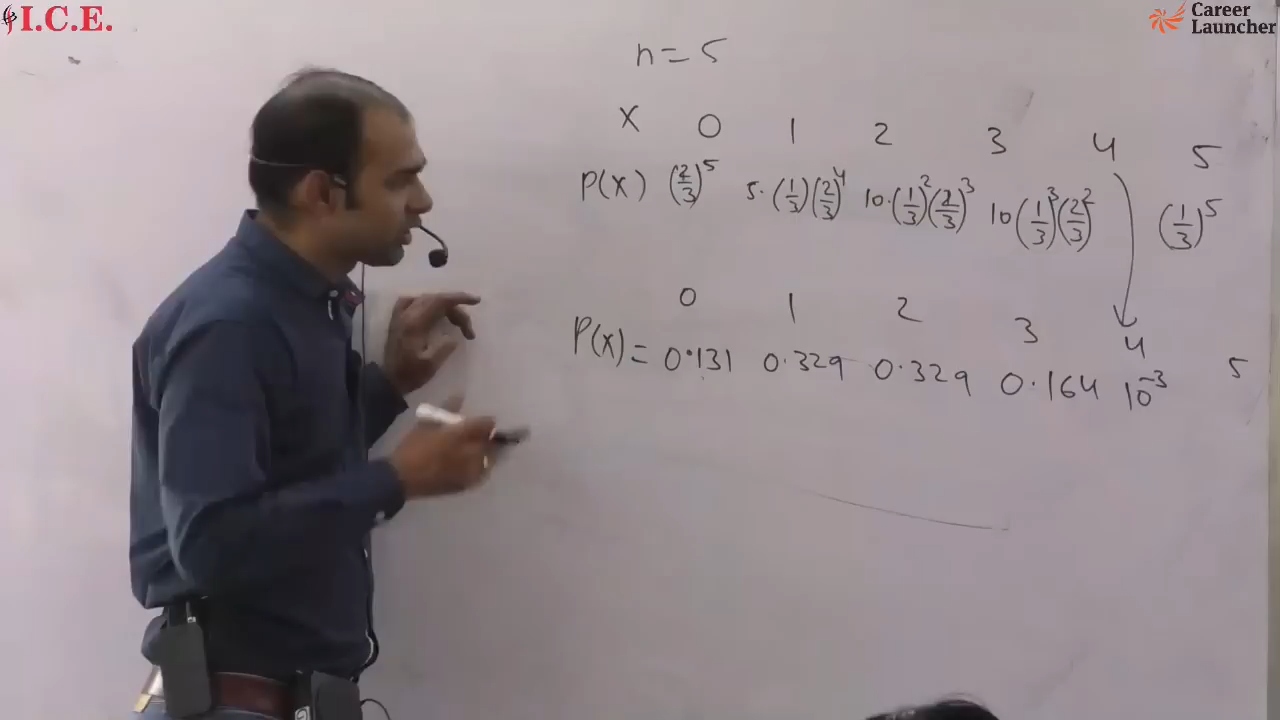 I.C.E.
Career
Launcher
n = 5
X 0 1 2 3 4 5
P(X) (2/3)^5 5·(1/3)(2/3)^4 10·(1/3)^2(2/3)^3 10(1/3)^3(2/3)^2 (1/3)^5
0 1 2 3 4 5
P(X) = 0.131 0.329 0.329 0.164 10^-3